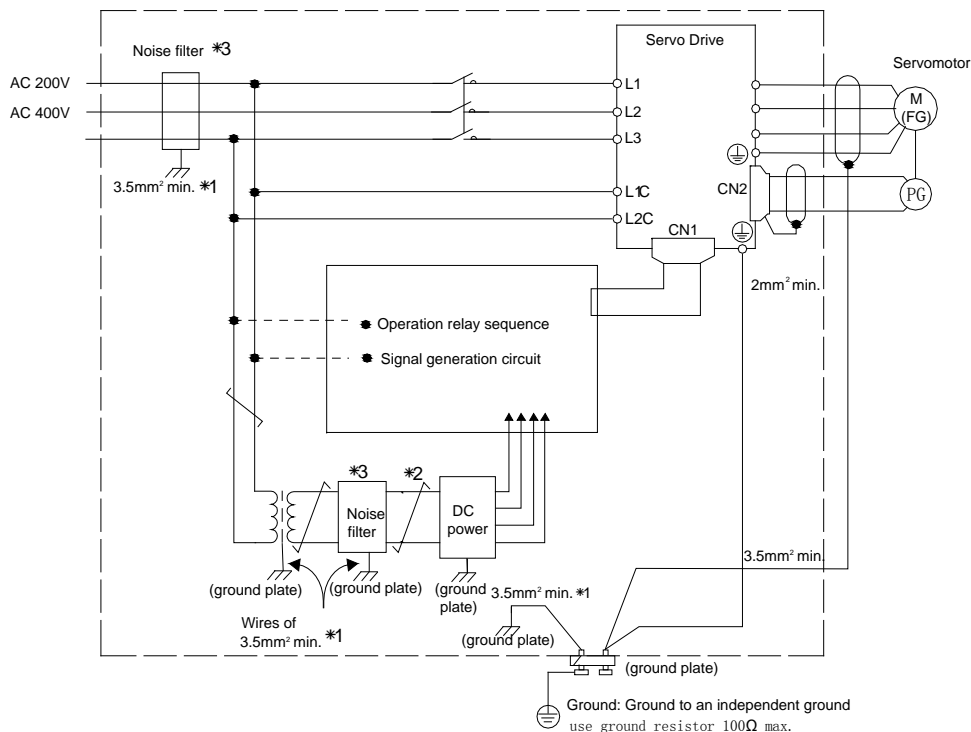 Servo Drive
Noise filter *3
Servomotor
AC 200V
L1
M
(FG)
AC 400V
L2
L3
3.5mm² min. *1
L1C
CN2
PG
L2C
CN1
2mm² min.
Operation relay sequence
Signal generation circuit
*3
*2
Noise
filter
DC
power
3.5mm² min.
(ground plate)
(ground plate)
(ground
plate)
3.5mm² min. *1
Wires of
3.5mm² min. *1
(ground plate)
(ground plate)
Ground: Ground to an independent ground
use ground resistor 100Ω max.